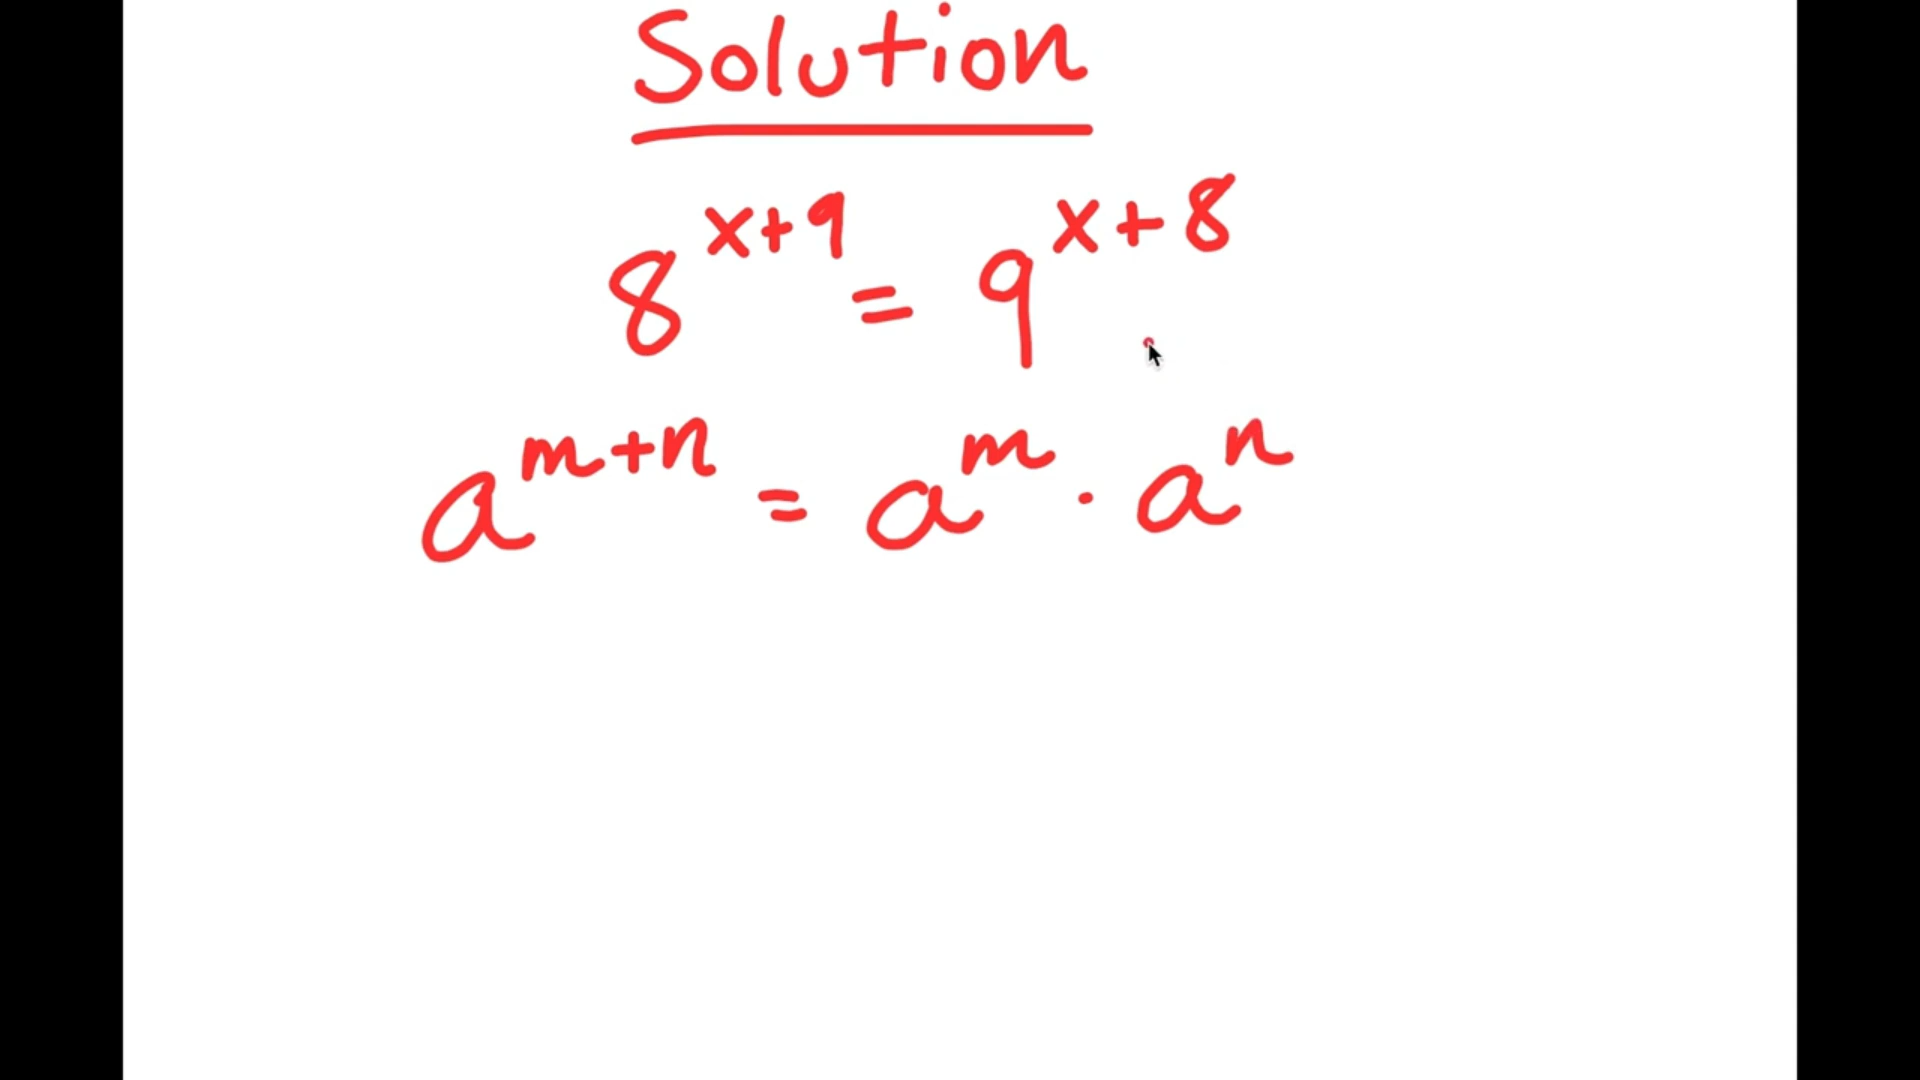 Solution
8^{x+9} = 9^{x+8}
a^{m+n} = a^m · a^n